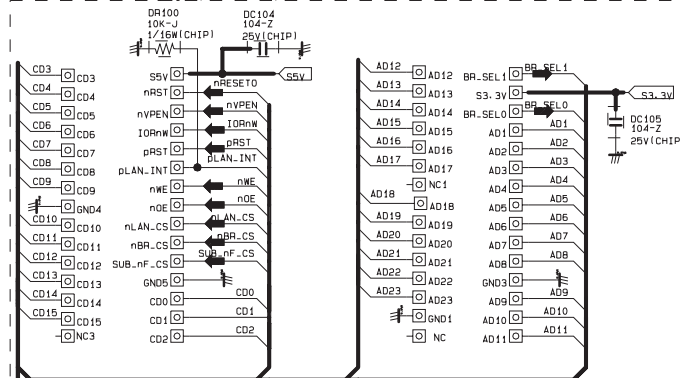 DR100
10K-J
1/16W(CHIP)
DC104
104-Z
25V(CHIP)
S5V
CD3
CD4
CD5
CD6
CD7
CD8
CD9
CD10
CD11
CD12
CD13
CD14
CD15
CD3
CD4
CD5
CD6
CD7
CD8
CD9
GND4
CD10
CD11
CD12
CD13
CD14
CD15
NC3
S5V
nRST
nVPEN
IORnW
pRST
pLAN_INT
nWE
nOE
nLAN_CS
nBR_CS
SUB_nF_CS
GND5
CD0
CD1
CD2
nRESETO
nVPEN
IORnW
pRST
pLAN_INT
nWE
nOE
nLAN_CS
nBR_CS
SUB_nF_CS
CD0
CD1
CD2
AD12
AD13
AD14
AD15
AD16
AD17
AD18
AD19
AD20
AD21
AD22
AD23
AD12
AD13
AD14
AD15
AD16
AD17
NC1
AD18
AD19
AD20
AD21
AD22
AD23
GND1
NC
BR_SEL1
S3.3V
BR_SEL0
AD1
AD2
AD3
AD4
AD5
AD6
AD7
AD8
GND3
AD9
AD10
AD11
BR_SEL1
BR_SEL0
AD1
AD2
AD3
AD4
AD5
AD6
AD7
AD8
AD9
AD10
AD11
S3.3V
DC105
104-Z
25V(CHIP